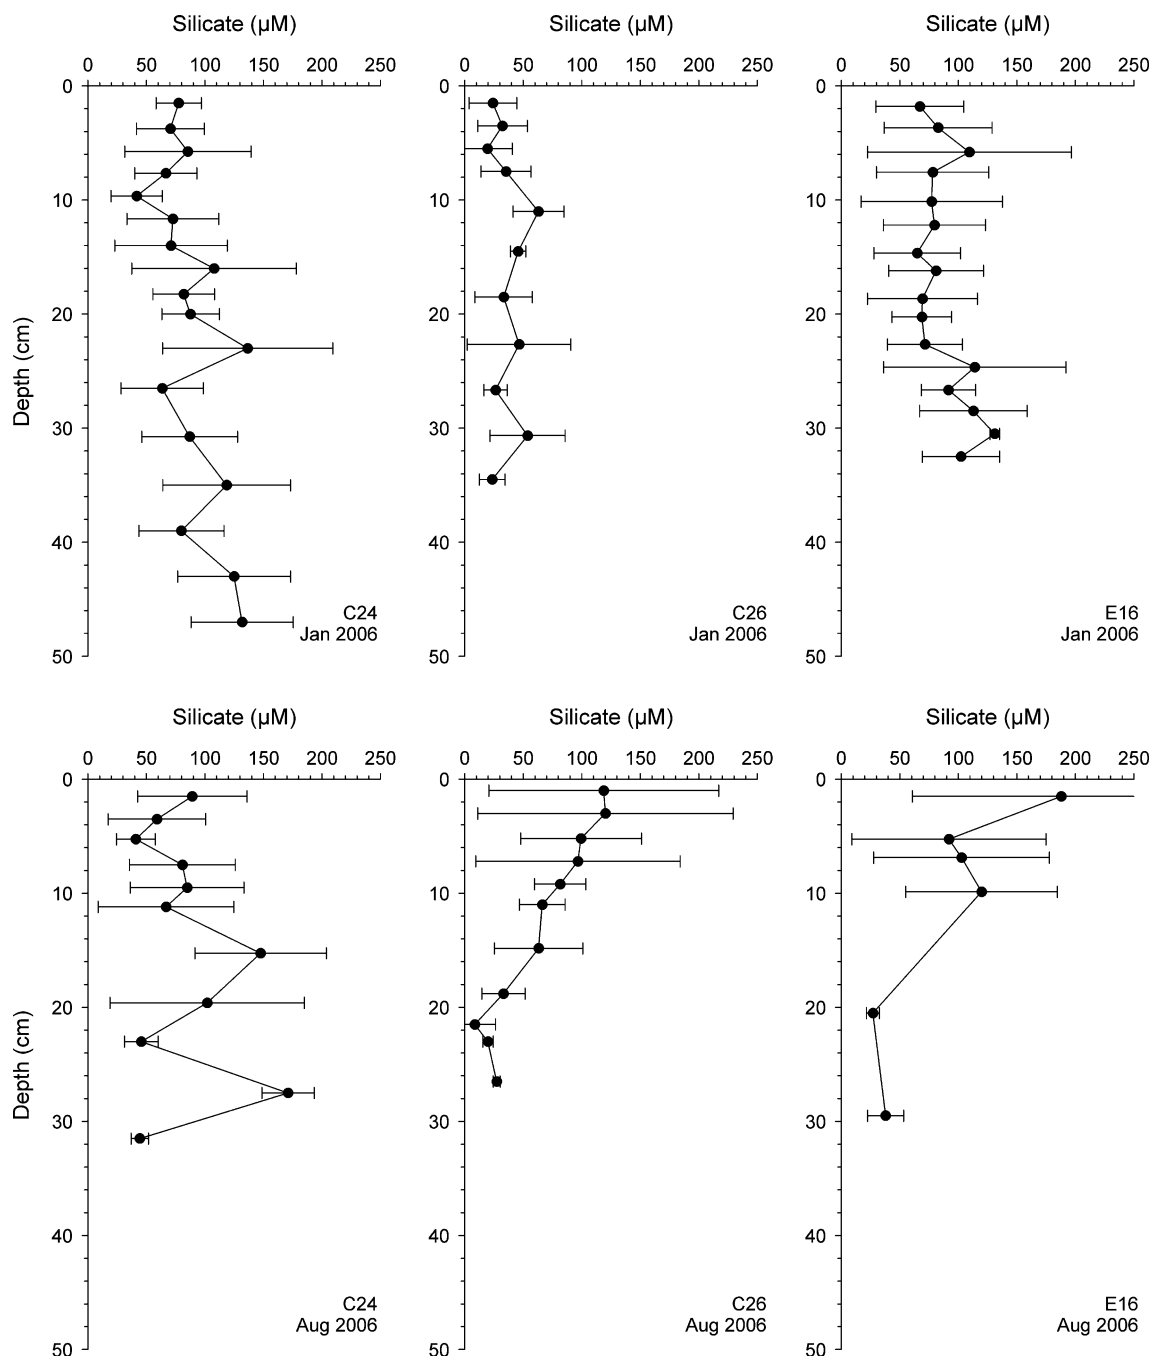 Silicate (µM) Silicate (µM) Silicate (µM)
0 50 100 150 200 250 0 50 100 150 200 250 0 50 100 150 200 250
0 0 0
10 10 10
20 20 20
Depth (cm)
30 30 30
40 40 40
C24 C26 E16
Jan 2006 Jan 2006 Jan 2006
50 50 50
Silicate (µM) Silicate (µM) Silicate (µM)
0 50 100 150 200 250 0 50 100 150 200 250 0 50 100 150 200 250
0 0 0
10 10 10
20 20 20
Depth (cm)
30 30 30
40 40 40
C24 C26 E16
Aug 2006 Aug 2006 Aug 2006
50 50 50